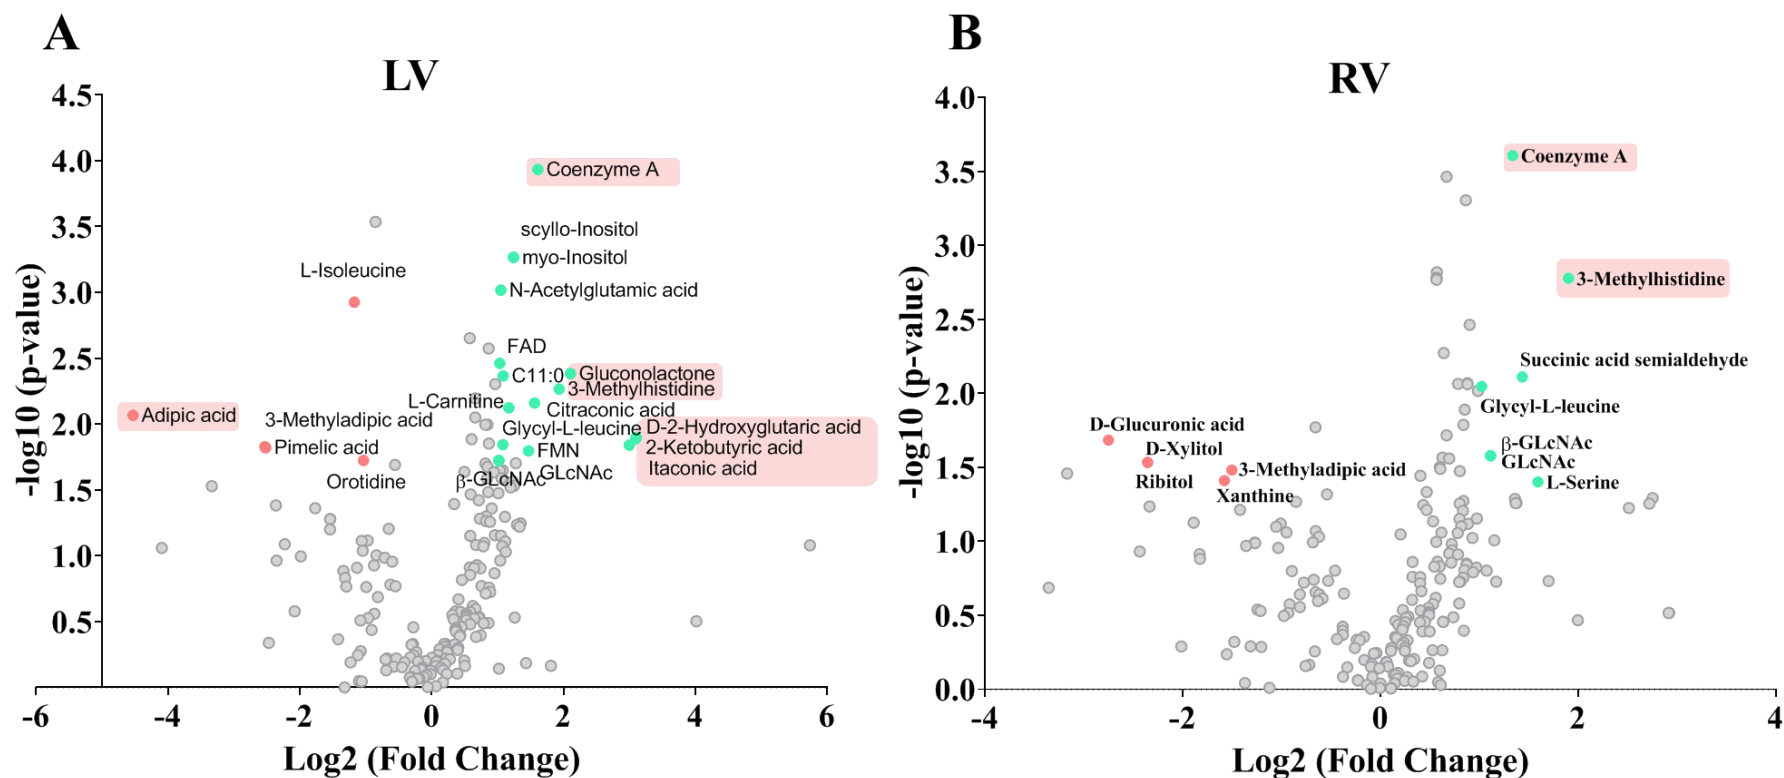 A
LV
4.5
4.0
3.5
3.0
2.5
2.0
1.5
1.0
0.5
-log10 (p-value)
Coenzyme A
scyllo-Inositol
myo-Inositol
L-Isoleucine
N-Acetylglutamic acid
FAD
C11:0
Gluconolactone
3-Methylhistidine
L-Carnitine
Citraconic acid
Adipic acid
3-Methyladipic acid
Glycyl-L-leucine
D-2-Hydroxyglutaric acid
Pimelic acid
FMN
2-Ketobutyric acid
Itaconic acid
Orotidine
β-GLcNAc
GLcNAc
-6
-4
-2
0
2
4
6
Log2 (Fold Change)
B
RV
4.0
3.5
3.0
2.5
2.0
1.5
1.0
0.5
0.0
-log10 (p-value)
Coenzyme A
3-Methylhistidine
Succinic acid semialdehyde
Glycyl-L-leucine
D-Glucuronic acid
D-Xylitol
β-GLcNAc
GLcNAc
3-Methyladipic acid
Ribitol
L-Serine
Xanthine
-4
-2
0
2
4
Log2 (Fold Change)